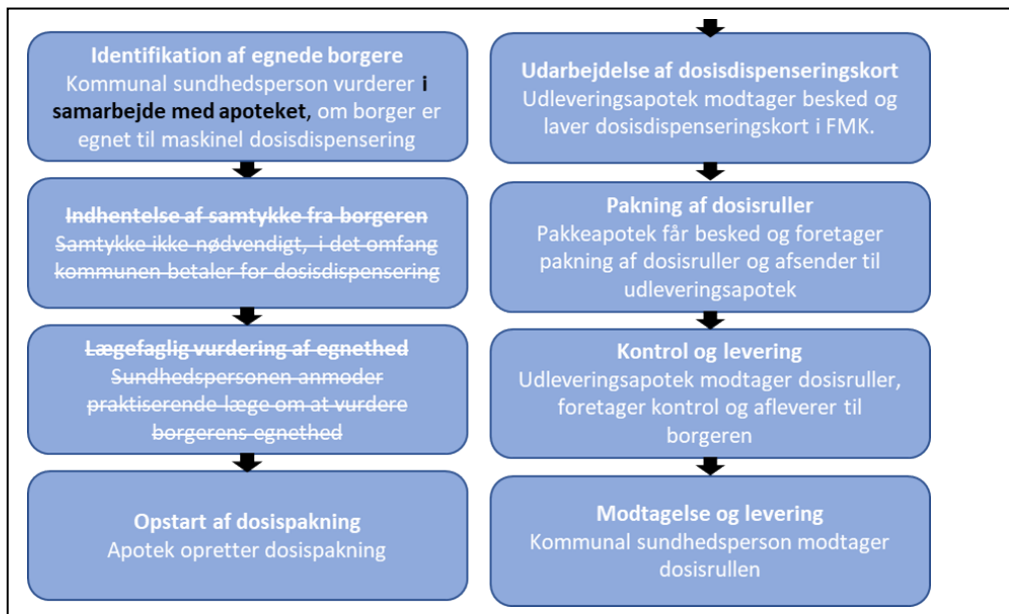 Identifikation af egnede borgere
Kommunal sundhedsperson vurderer i
samarbejde med apoteket, om borger er
egnet til maskinel dosisdispensering
Indhentelse af samtykke fra borgeren
Samtykke ikke nødvendigt, i det omfang
kommunen betaler for dosisdispensering
Lægefaglig vurdering af egnethed
Sundhedspersonen anmoder
praktiserende læge om at vurdere
borgerens egnethed
Opstart af dosispakning
Apotek opretter dosispakning
Udarbejdelse af dosisdispenseringskort
Udleveringsapotek modtager besked og
laver dosisdispenseringskort i FMK.
Pakning af dosisruller
Pakkeapotek får besked og foretager
pakning af dosisruller og afsender til
udleveringsapotek
Kontrol og levering
Udleveringsapotek modtager dosisruller,
foretager kontrol og afleverer til
borgeren
Modtagelse og levering
Kommunal sundhedsperson modtager
dosisrullen